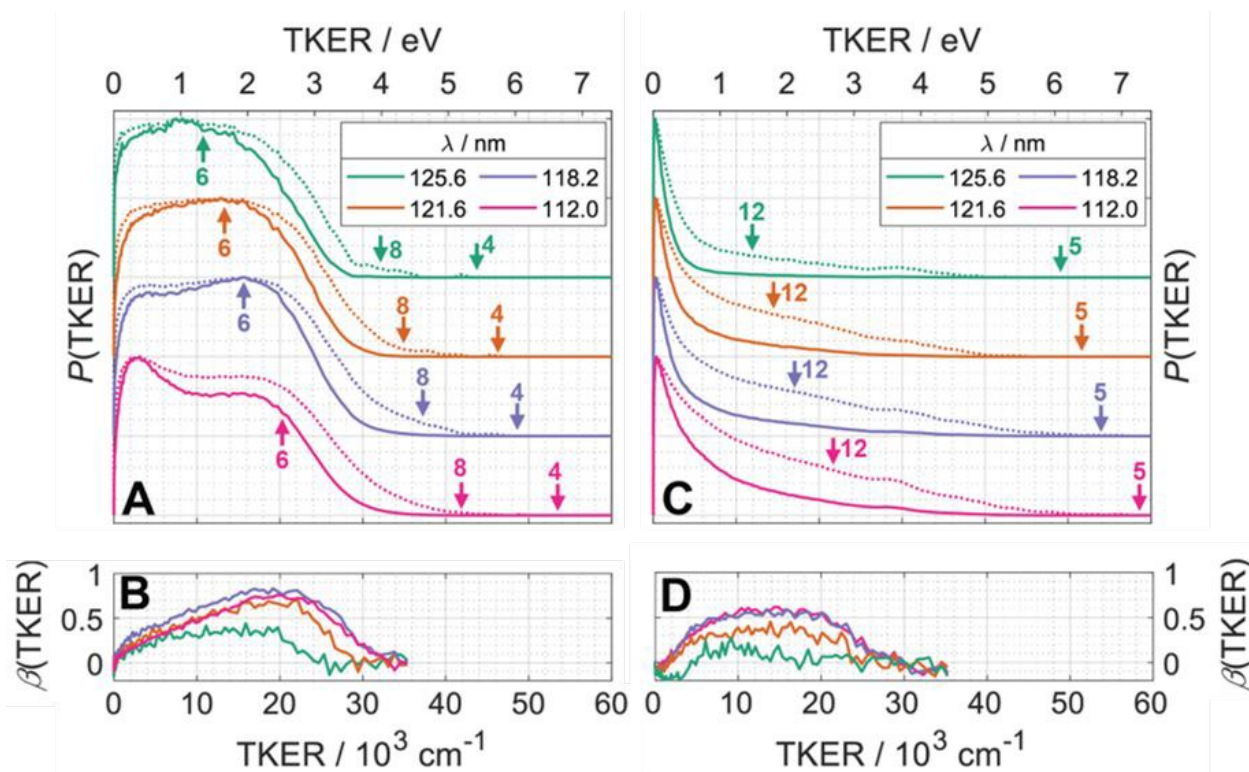 TKER / eV
0 1 2 3 4 5 6 7
λ / nm
125.6 118.2
121.6 112.0
6
8
4
6
8
4
6
8
4
6
8
4
P(TKER)
A
TKER / eV
0 1 2 3 4 5 6 7
λ / nm
125.6 118.2
121.6 112.0
12
5
12
5
12
5
12
5
P(TKER)
C
B
1
0.5
0
β(TKER)
0 10 20 30 40 50 60
TKER / 10³ cm⁻¹
D
1
0.5
0
β(TKER)
0 10 20 30 40 50 60
TKER / 10³ cm⁻¹